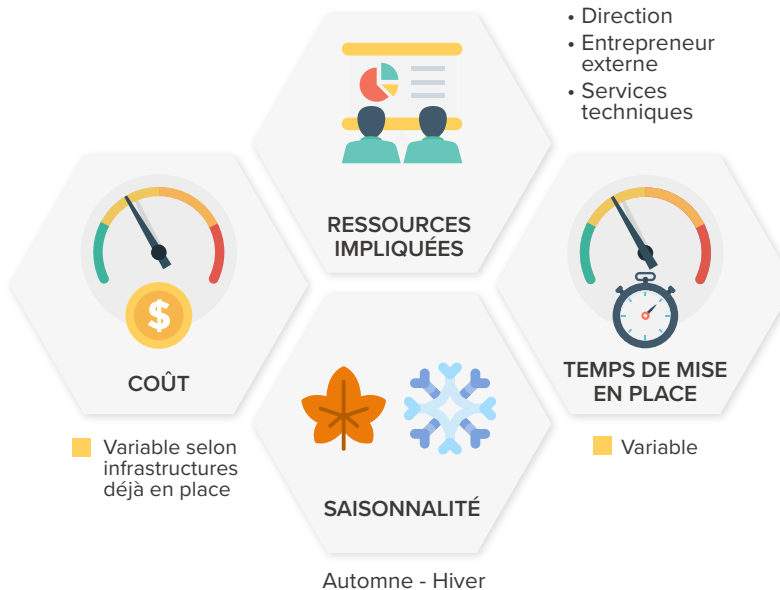 • Direction
• Entrepreneur
externe
• Services
techniques
RESSOURCES
IMPLIQUÉES
$
COÛT
Variable selon
infrastructures
déjà en place
TEMPS DE MISE
EN PLACE
Variable
SAISONNALITÉ
Automne - Hiver